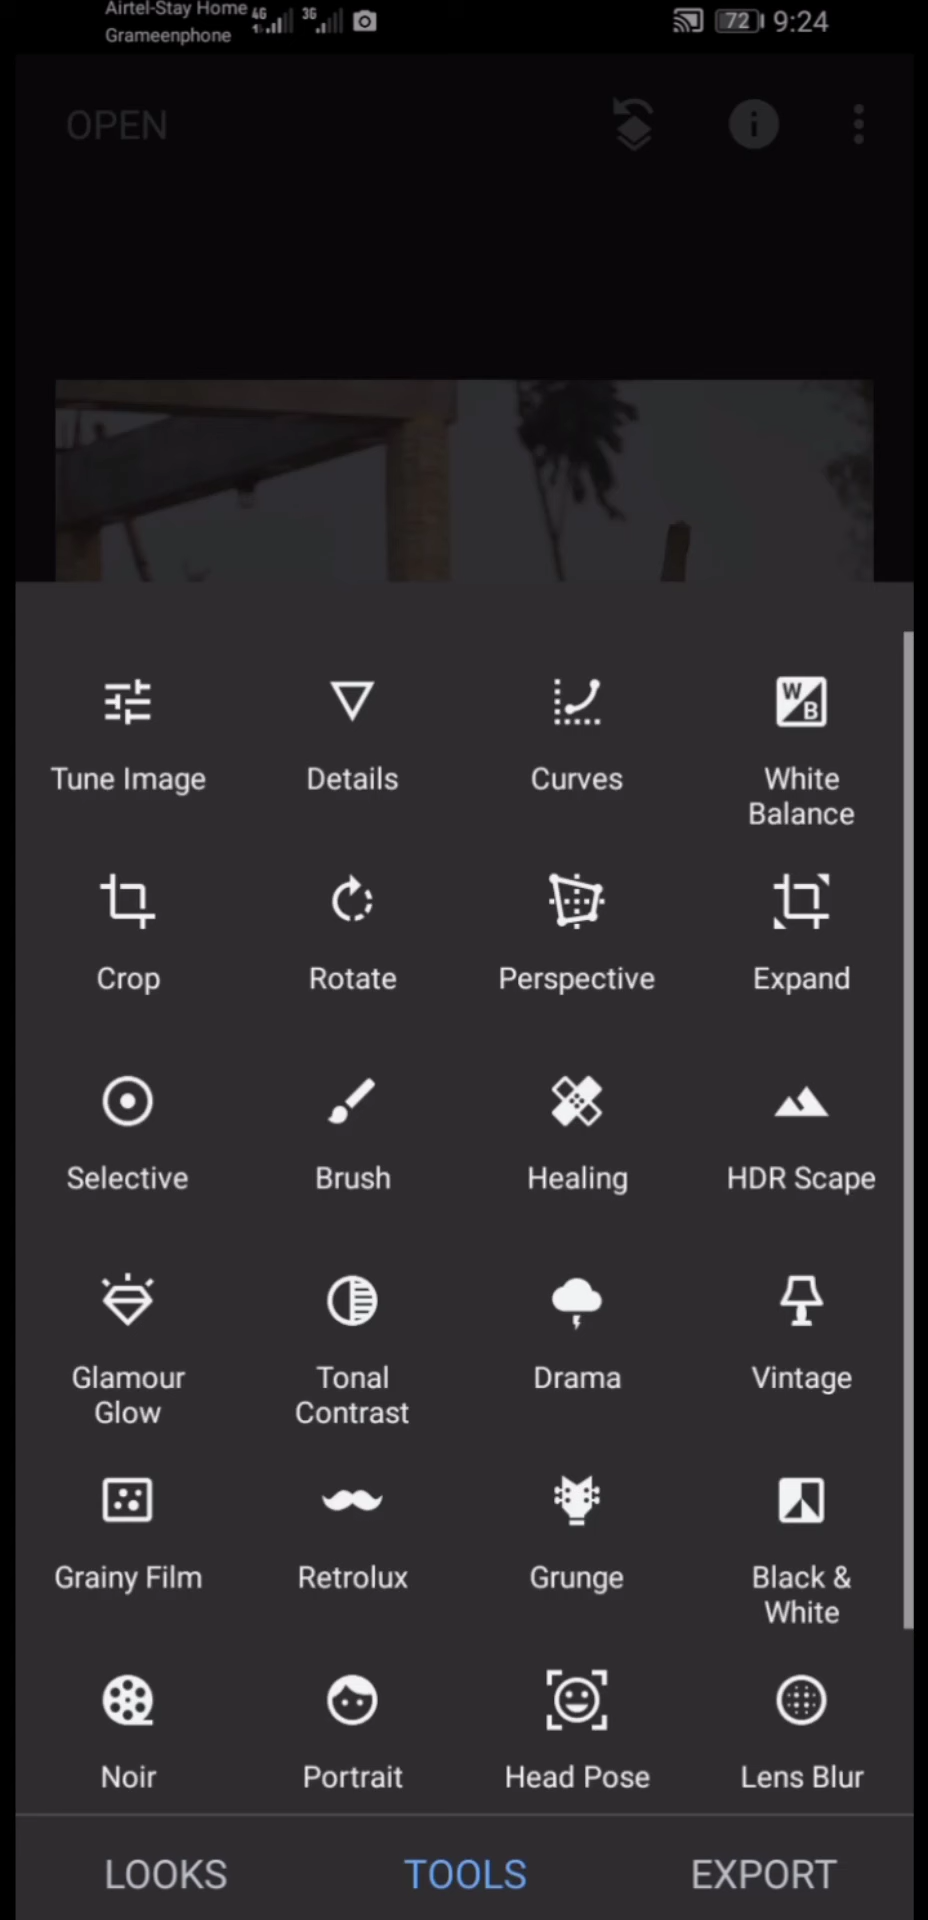 Airtel-Stay Home 4G 3G
Grameenphone
72 9:24
OPEN
Tune Image Details Curves White Balance
Crop Rotate Perspective Expand
Selective Brush Healing HDR Scape
Glamour Glow Tonal Contrast Drama Vintage
Grainy Film Retrolux Grunge Black & White
Noir Portrait Head Pose Lens Blur
LOOKS TOOLS EXPORT